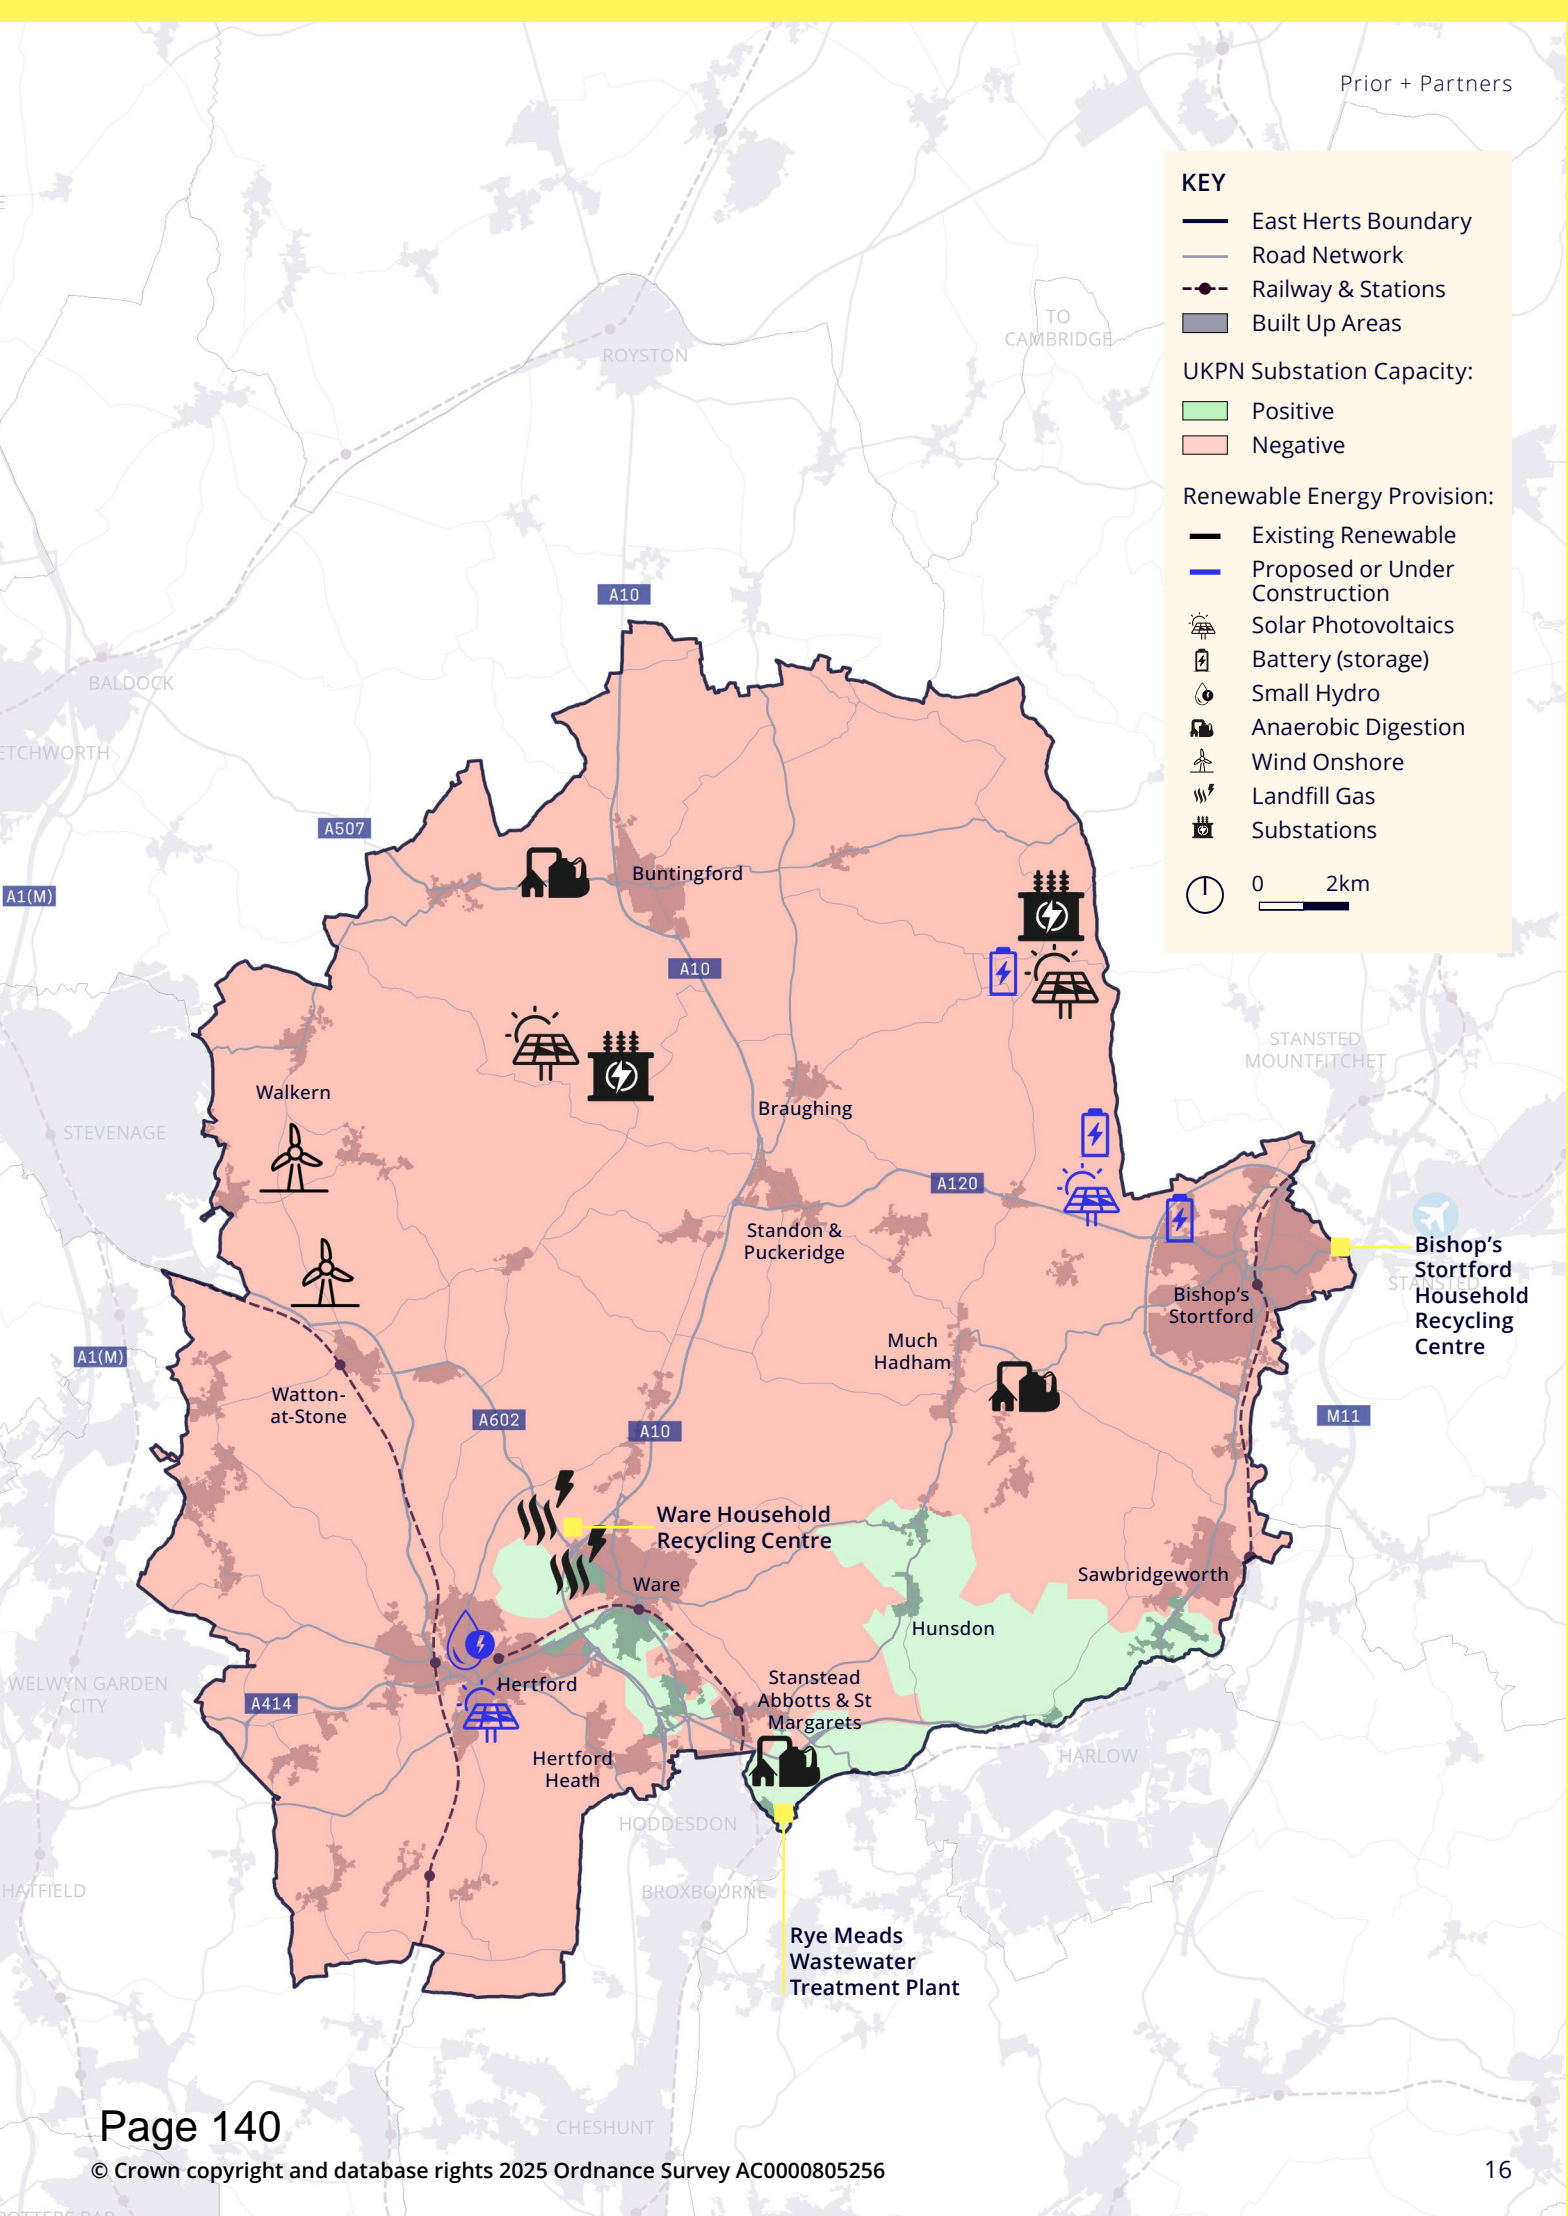 Prior + Partners
KEY
East Herts Boundary
Road Network
Railway & Stations
Built Up Areas
UKPN Substation Capacity:
Positive
Negative
Renewable Energy Provision:
Existing Renewable
Proposed or Under
Construction
Solar Photovoltaics
Battery (storage)
Small Hydro
Anaerobic Digestion
Wind Onshore
Landfill Gas
Substations
0 2km
TO
CAMBRIDGE
ROYSTON
A10
BALDOCK
ETCHWORTH
A507
A1(M)
Buntingford
A10
STANSTED
MOUNTFITCHET
Walkern
Braughing
STEVENAGE
A120
Standon &
Puckeridge
Bishop's
Stortford
Household
Recycling
Centre
STANSTED
Bishop's
Stortford
Much
Hadham
A1(M)
Watton-
at-Stone
A602
A10
M11
Ware Household
Recycling Centre
Ware
Sawbridgeworth
Hunsdon
WELWYN GARDEN
CITY
A414
Hertford
Stanstead
Abbotts & St
Margarets
Hertford
Heath
HARLOW
HODDESDON
HATFIELD
BROXBOURNE
Rye Meads
Wastewater
Treatment Plant
CHESHUNT
Page 140
© Crown copyright and database rights 2025 Ordnance Survey AC0000805256
16